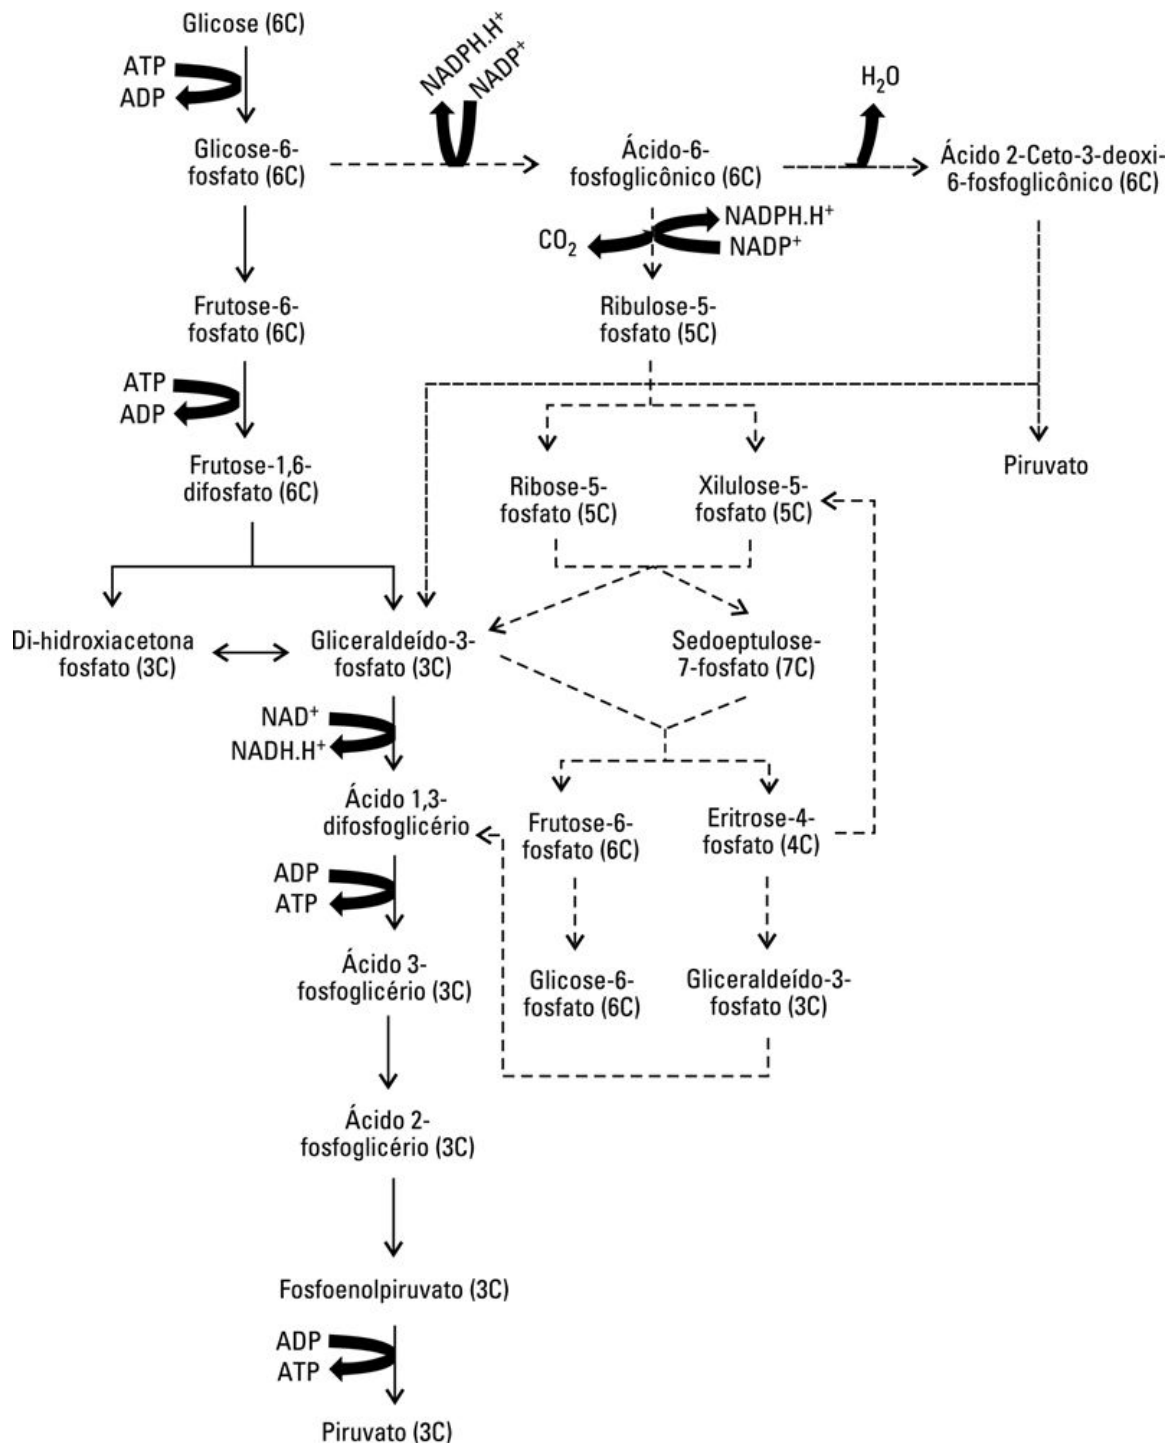 Glicose (6C)
ATP
ADP
NADPH.H+
NADP+
H2O
Glicose-6-
fosfato (6C)
Ácido-6-
fosfoglicônico (6C)
Ácido 2-Ceto-3-deoxi-
6-fosfoglicônico (6C)
CO2
NADPH.H+
NADP+
Frutose-6-
fosfato (6C)
Ribulose-5-
fosfato (5C)
ATP
ADP
Frutose-1,6-
difosfato (6C)
Ribose-5-
fosfato (5C)
Xilulose-5-
fosfato (5C)
Piruvato
Di-hidroxiacetona
fosfato (3C)
Gliceraldeído-3-
fosfato (3C)
Sedoeptulose-
7-fosfato (7C)
NAD+
NADH.H+
Ácido 1,3-
difosfoglicério
Frutose-6-
fosfato (6C)
Eritrose-4-
fosfato (4C)
ADP
ATP
Ácido 3-
fosfoglicério (3C)
Glicose-6-
fosfato (6C)
Gliceraldeído-3-
fosfato (3C)
Ácido 2-
fosfoglicério (3C)
Fosfoenolpiruvato (3C)
ADP
ATP
Piruvato (3C)